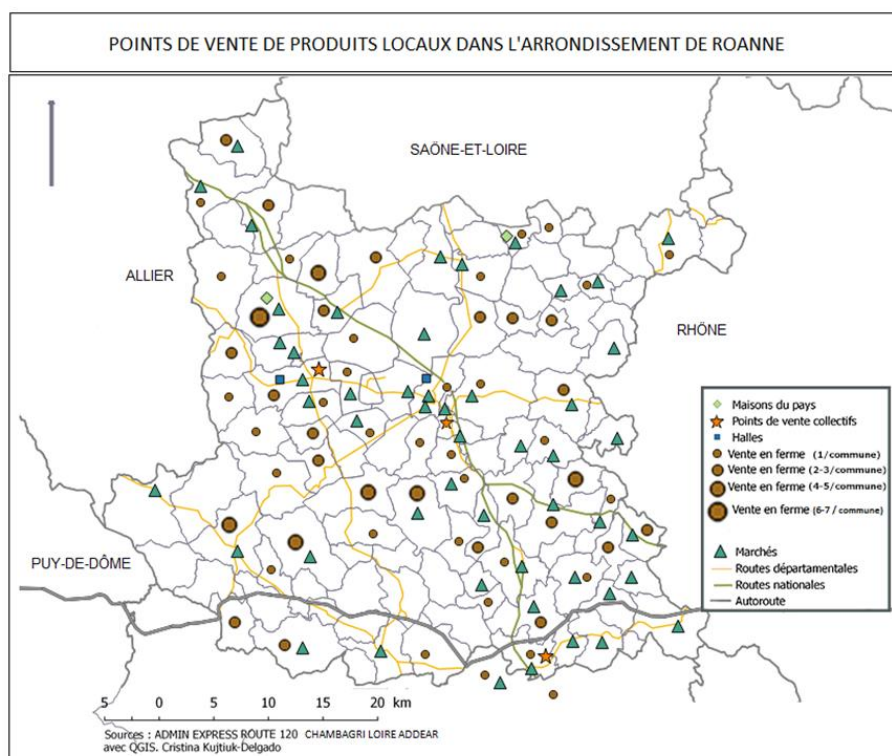 POINTS DE VENTE DE PRODUITS LOCAUX DANS L'ARRONDISSEMENT DE ROANNE
SAÔNE-ET-LOIRE
ALLIER
RHÔNE
PUY-DE-DÔME
Maisons du pays
Points de vente collectifs
Halles
Vente en ferme (1/commune)
Vente en ferme (2-3/commune)
Vente en ferme (4-5/commune)
Vente en ferme (6-7 / commune)
Marchés
Routes départementales
Routes nationales
Autoroute
5 0 5 10 15 20 km
Sources : ADMIN EXPRESS ROUTE 120 CHAMBAGRI LOIRE ADDEAR
avec QGIS. Cristina Kujtiuk-Delgado